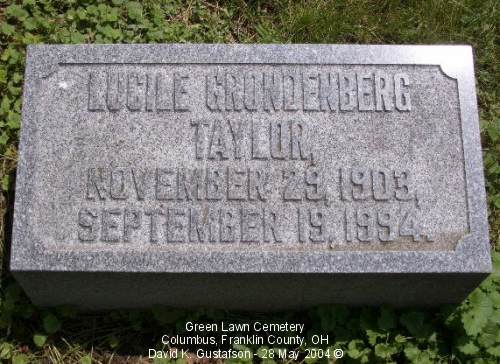 LUCILE GRONDENBERG
TAYLOR,
NOVEMBER 29, 1903,
SEPTEMBER 19, 1994.
Green Lawn Cemetery
Columbus, Franklin County, OH
David K. Gustafson - 28 May 2004 ©